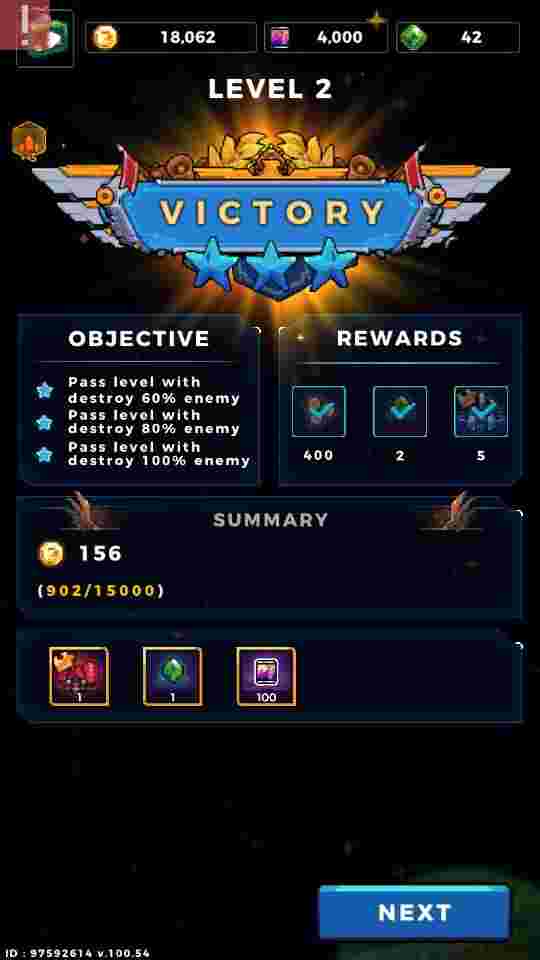 18,062
4,000
42
LEVEL 2
VICTORY
OBJECTIVE
Pass level with
destroy 60% enemy
Pass level with
destroy 80% enemy
Pass level with
destroy 100% enemy
REWARDS
400
2
5
SUMMARY
156
(902/15000)
1
1
100
NEXT
ID : 97592614 v.100.54